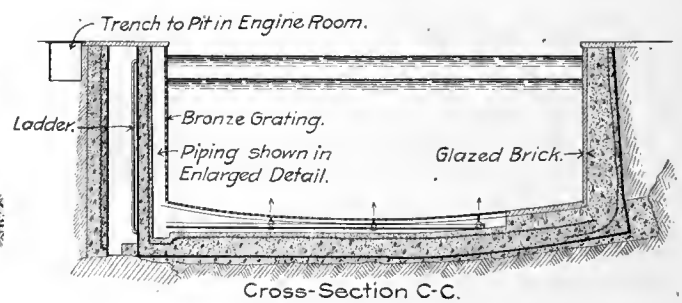 Trench to Pit in Engine Room.
Ladder.
Bronze Grating.
Piping shown in
Enlarged Detail.
Glazed Brick.
Cross-Section C-C.